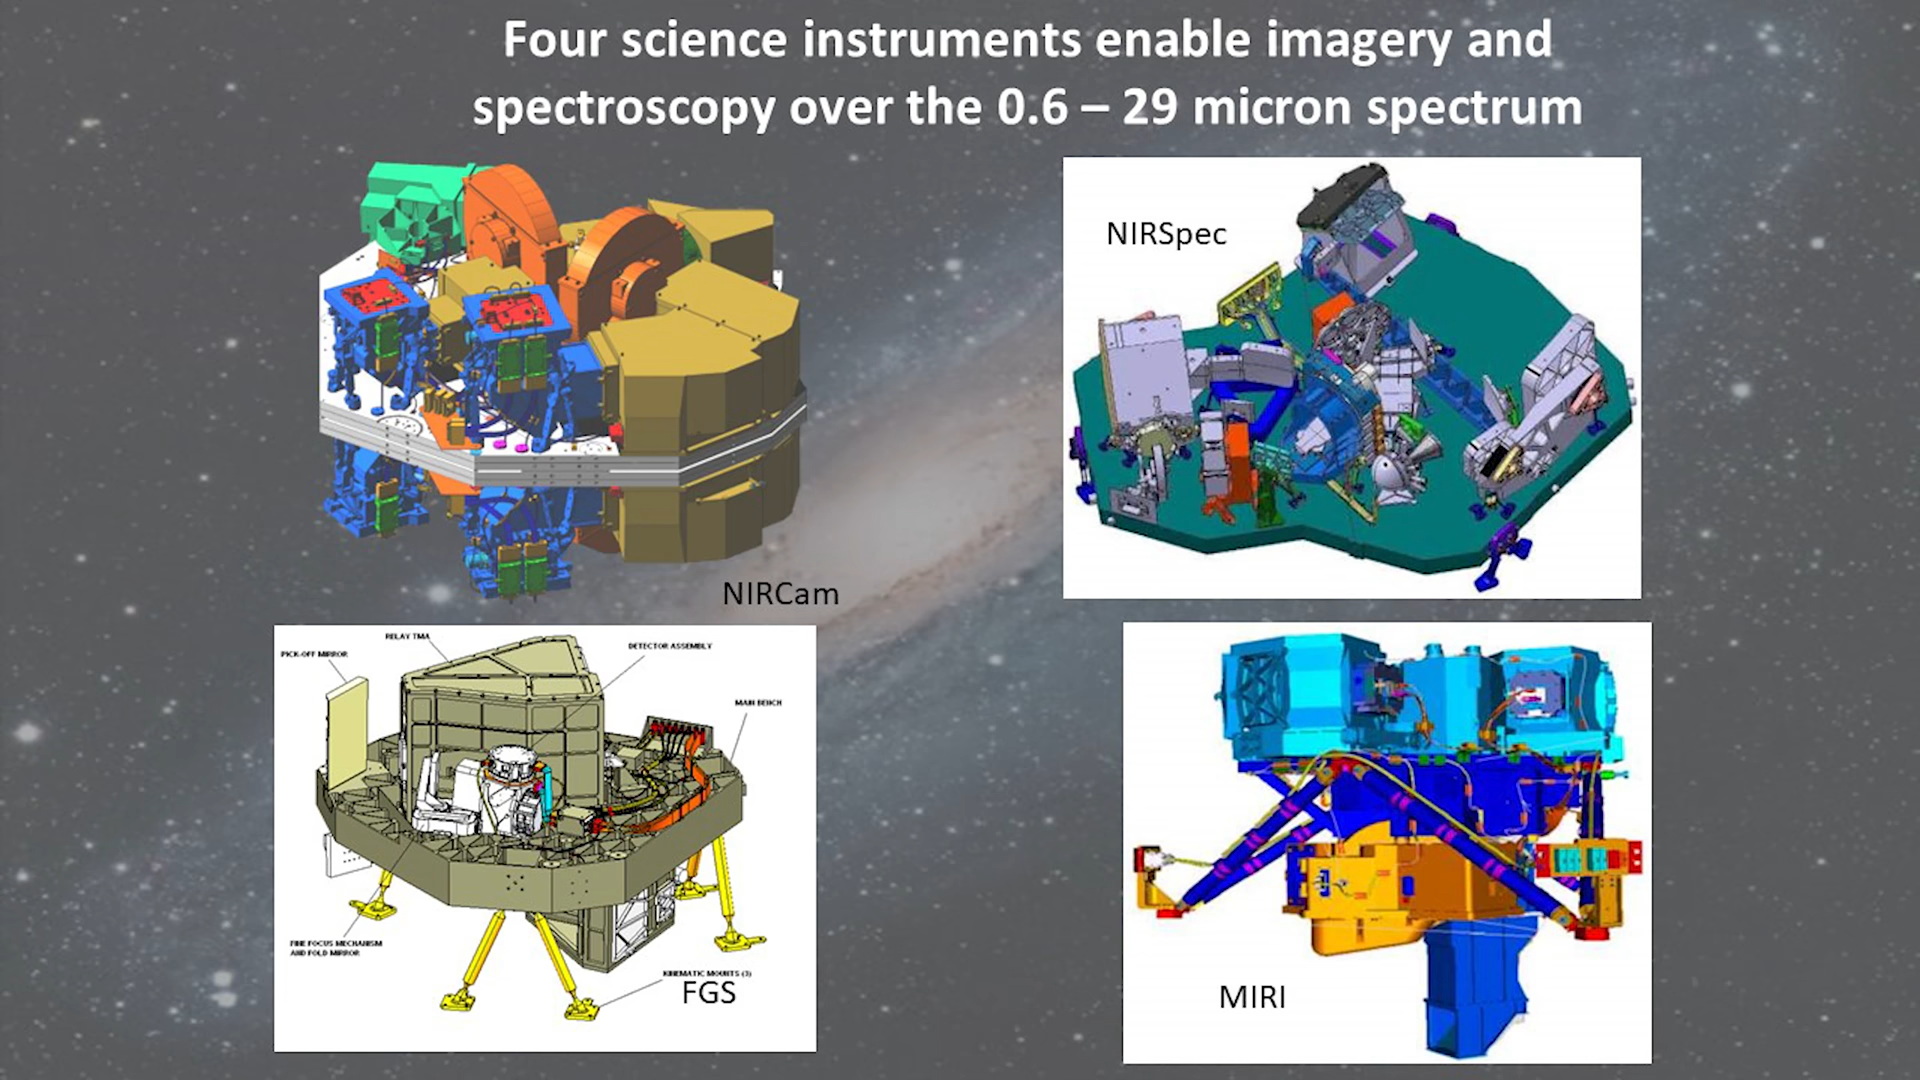 Four science instruments enable imagery and
spectroscopy over the 0.6 – 29 micron spectrum
NIRCam
NIRSpec
RELAY TMA
PICK-OFF MIRROR
DETECTOR ASSEMBLY
MAIN BENCH
FINE FOCUS MECHANISM
AND FOLD MIRROR
KINEMATIC MOUNTS (3)
FGS
MIRI